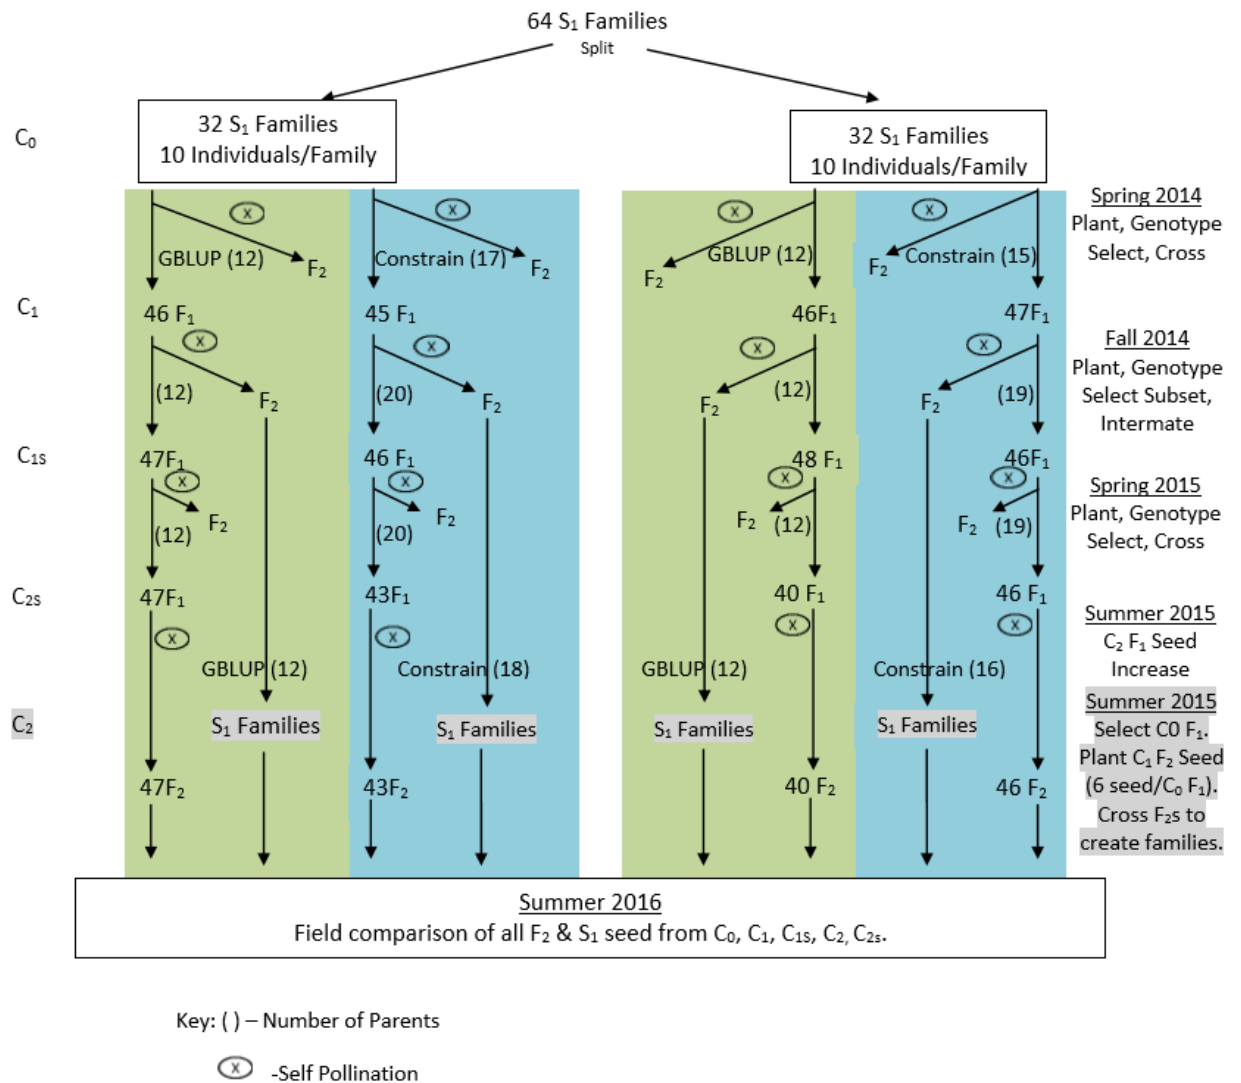 64 S₁ Families
Split
C₀
32 S₁ Families
10 Individuals/Family
32 S₁ Families
10 Individuals/Family
X
X
X
X
Spring 2014
Plant, Genotype
Select, Cross
GBLUP (12)
F₂
Constrain (17)
F₂
F₂
GBLUP (12)
F₂
Constrain (15)
C₁
46 F₁
45 F₁
46F₁
47F₁
X
X
X
X
Fall 2014
Plant, Genotype
Select Subset,
Intermate
(12)
F₂
(20)
F₂
F₂
(12)
F₂
(19)
C₁S
47F₁
46 F₁
48 F₁
46F₁
X
X
X
X
Spring 2015
Plant, Genotype
Select, Cross
(12)
F₂
(20)
F₂
F₂
(12)
F₂
(19)
C₂S
47F₁
43F₁
40 F₁
46 F₁
X
X
X
X
Summer 2015
C₂ F₁ Seed
Increase
GBLUP (12)
Constrain (18)
GBLUP (12)
Constrain (16)
C₂
S₁ Families
S₁ Families
S₁ Families
S₁ Families
Summer 2015
Select C0 F₁.
Plant C₁ F₂ Seed
(6 seed/C₀ F₁).
Cross F₂s to
create families.
47F₂
43F₂
40 F₂
46 F₂
Summer 2016
Field comparison of all F₂ & S₁ seed from C₀, C₁, C₁S, C₂, C₂s.
Key: ( ) – Number of Parents
X -Self Pollination